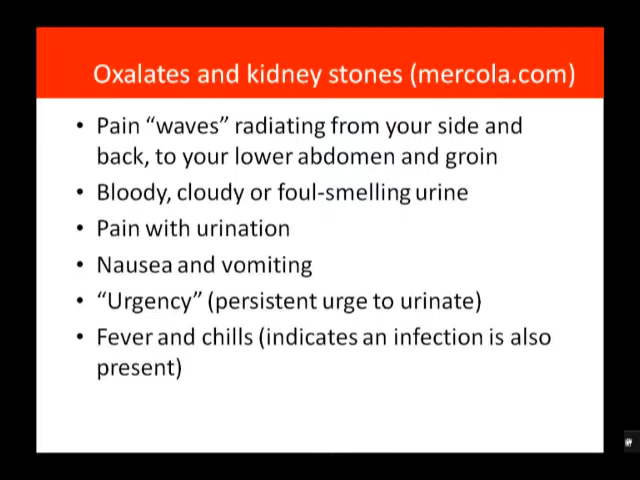 Oxalates and kidney stones (mercola.com)
• Pain “waves” radiating from your side and
back, to your lower abdomen and groin
• Bloody, cloudy or foul-smelling urine
• Pain with urination
• Nausea and vomiting
• “Urgency” (persistent urge to urinate)
• Fever and chills (indicates an infection is also
present)